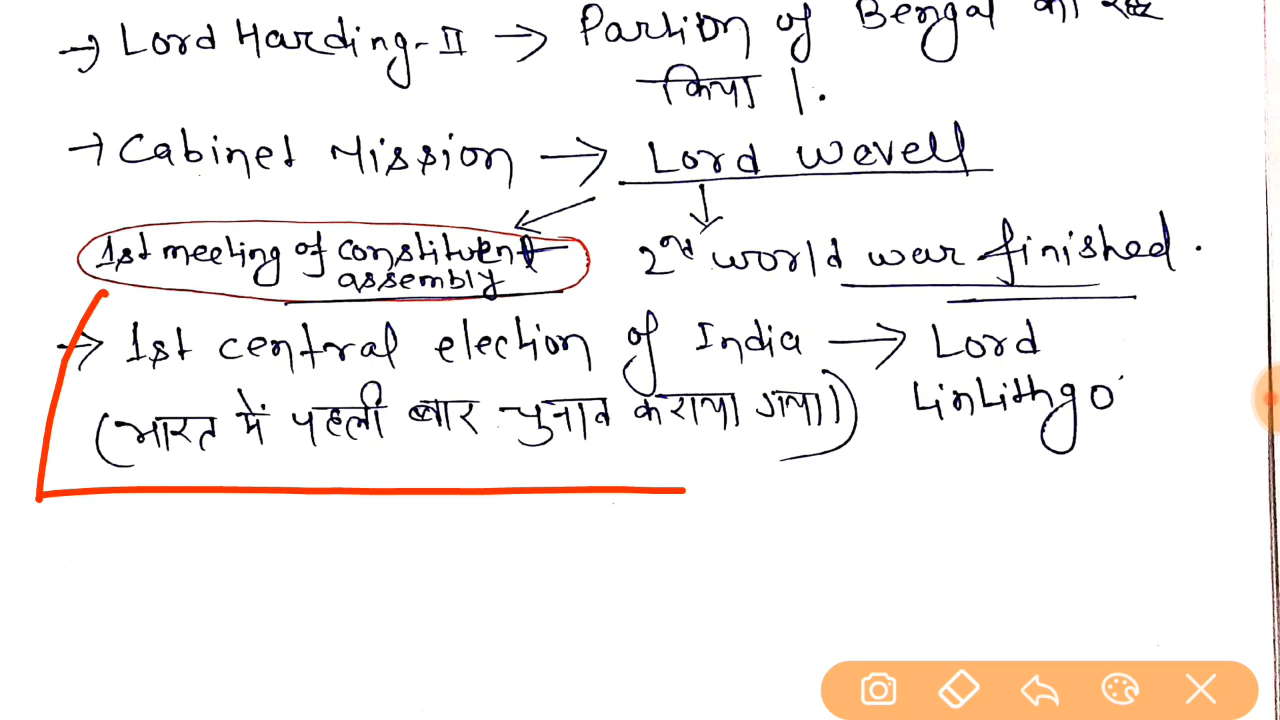 → Lord Harding-II → Partion of Bengal को रद्द
किया |.
→ Cabinet Mission → Lord wevell
1st meeting of constituent
assembly
2nd world war finished.
→ 1st central election of India → Lord
Linlithgo
(भारत में पहली बार चुनाव कराया गया।)